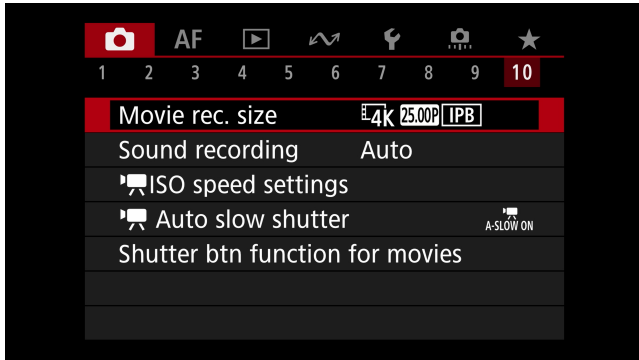 AF
1 2 3 4 5 6 7 8 9 10
Movie rec. size 4K 25.00P IPB
Sound recording Auto
ISO speed settings
Auto slow shutter A-SLOW ON
Shutter btn function for movies